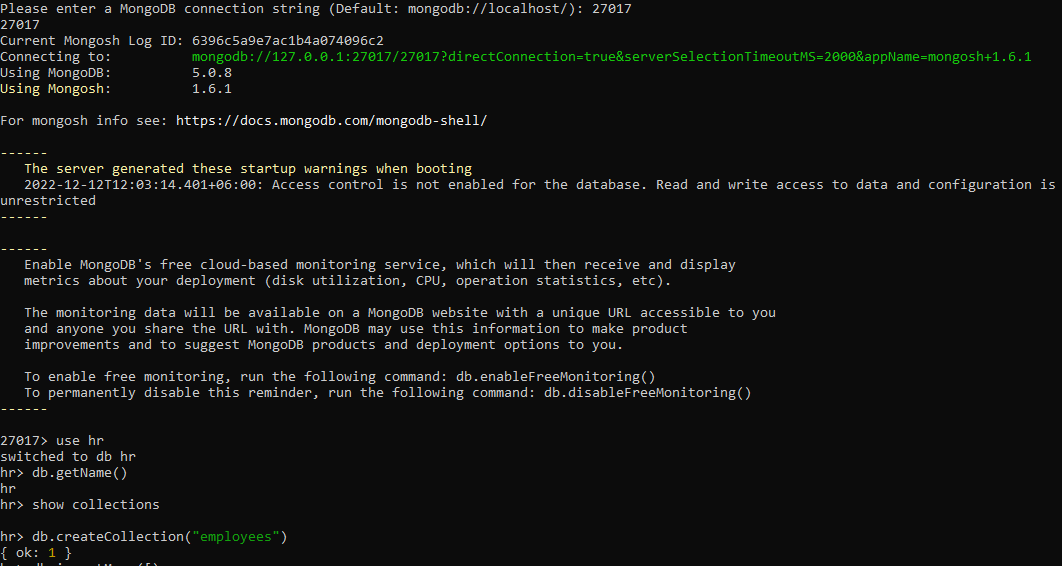 Please enter a MongoDB connection string (Default: mongodb://localhost/): 27017
27017
Current Mongosh Log ID: 6396c5a9e7ac1b4a074096c2
Connecting to: mongodb://127.0.0.1:27017/27017?directConnection=true&serverSelectionTimeoutMS=2000&appName=mongosh+1.6.1
Using MongoDB: 5.0.8
Using Mongosh: 1.6.1
For mongosh info see: https://docs.mongodb.com/mongodb-shell/
------
The server generated these startup warnings when booting
2022-12-12T12:03:14.401+06:00: Access control is not enabled for the database. Read and write access to data and configuration is
unrestricted
------
------
Enable MongoDB's free cloud-based monitoring service, which will then receive and display
metrics about your deployment (disk utilization, CPU, operation statistics, etc).
The monitoring data will be available on a MongoDB website with a unique URL accessible to you
and anyone you share the URL with. MongoDB may use this information to make product
improvements and to suggest MongoDB products and deployment options to you.
To enable free monitoring, run the following command: db.enableFreeMonitoring()
To permanently disable this reminder, run the following command: db.disableFreeMonitoring()
------
27017> use hr
switched to db hr
hr> db.getName()
hr
hr> show collections
hr> db.createCollection("employees")
{ ok: 1 }